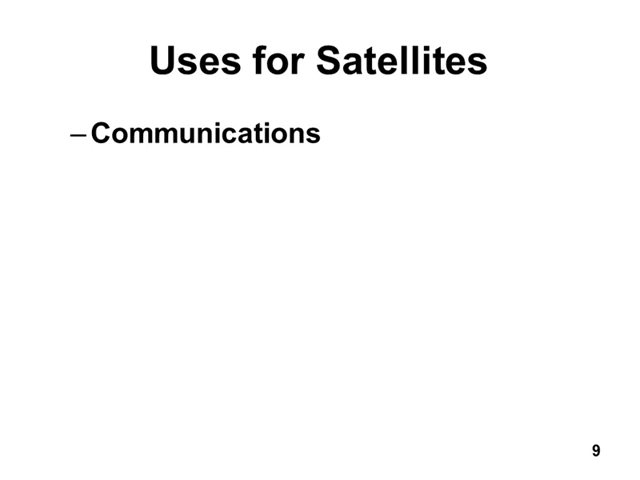 Uses for Satellites
– Communications
9